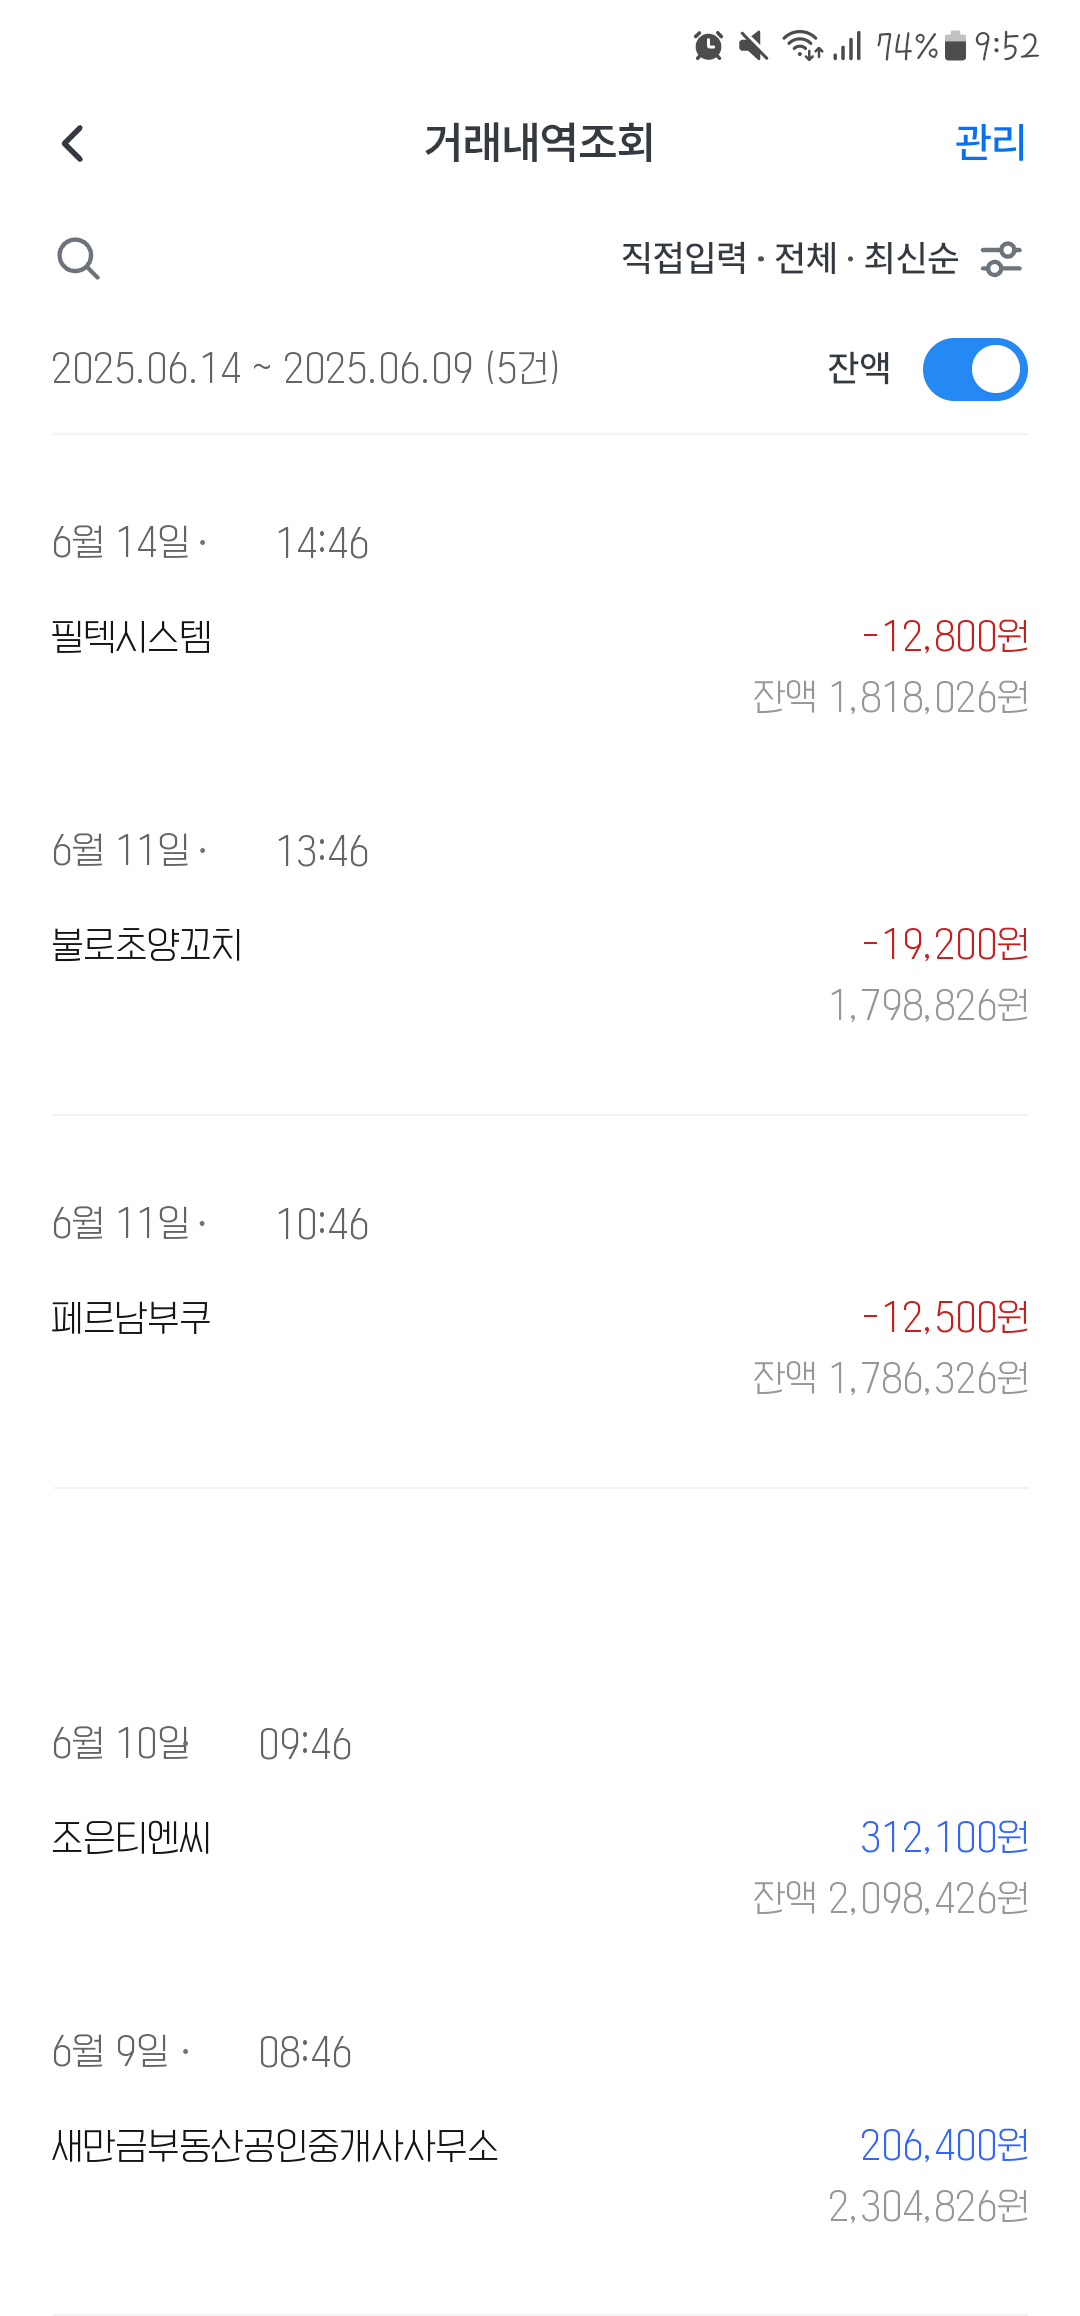 74% 9:52
거래내역조회 관리
직접입력 · 전체 · 최신순
2025.06.14 ~ 2025.06.09 (5건) 잔액
6월 14일 · 14:46
필텍시스템 -12,800원
잔액 1,818,026원
6월 11일 · 13:46
불로초양꼬치 -19,200원
1,798,826원
6월 11일 · 10:46
페르남부쿠 -12,500원
잔액 1,786,326원
6월 10일 09:46
조은티엔씨 312,100원
잔액 2,098,426원
6월 9일 · 08:46
새만금부동산공인중개사사무소 206,400원
2,304,826원